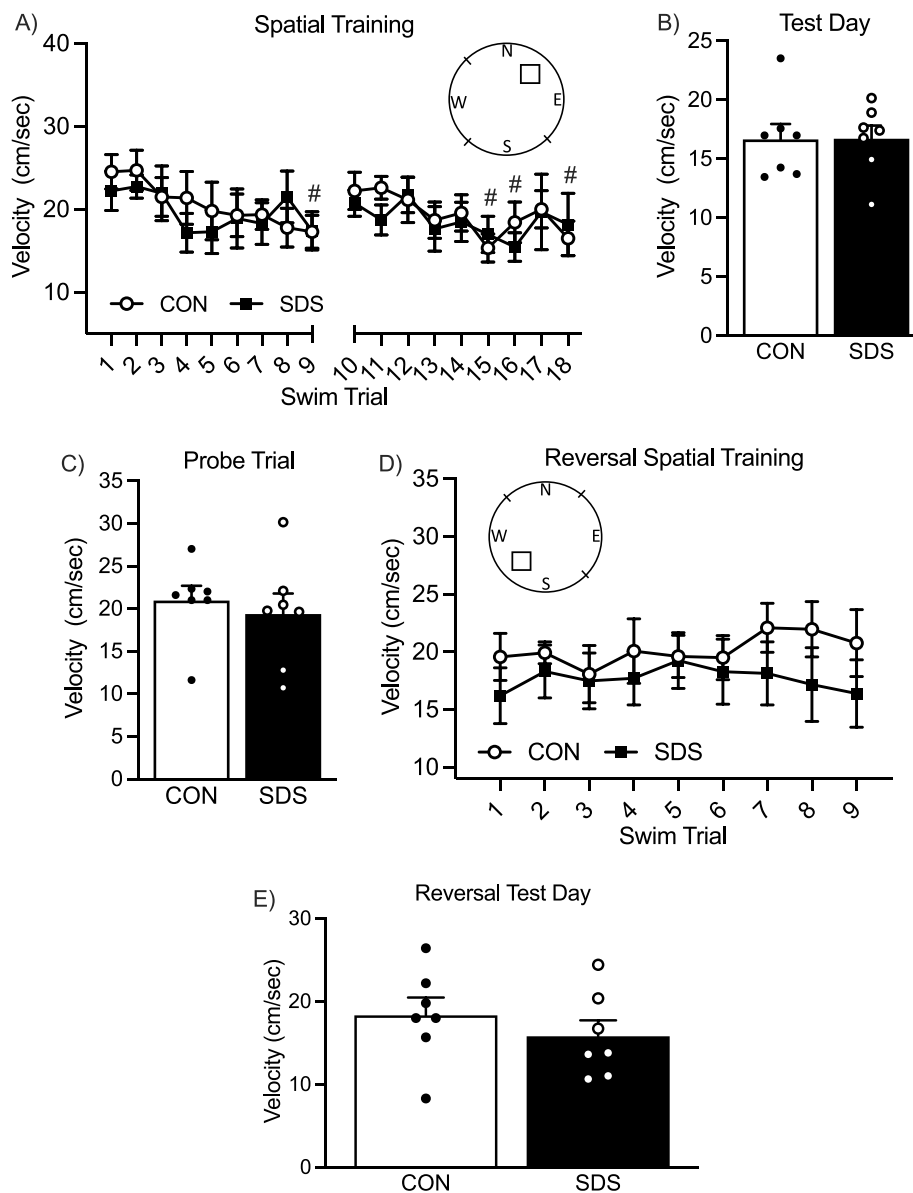 A)
Spatial Training
Velocity (cm/sec)
40
30
20
10
N
W
E
S
#
#
#
#
CON
SDS
1 2 3 4 5 6 7 8 9 10 11 12 13 14 15 16 17 18
Swim Trial
B)
Test Day
Velocity (cm/sec)
25
20
15
10
5
0
CON SDS
C)
Probe Trial
Velocity (cm/sec)
35
30
25
20
15
10
5
0
CON SDS
D)
Reversal Spatial Training
Velocity (cm/sec)
35
30
25
20
15
10
N
W
E
S
CON
SDS
1 2 3 4 5 6 7 8 9
Swim Trial
E)
Reversal Test Day
Velocity (cm/sec)
30
20
10
0
CON SDS